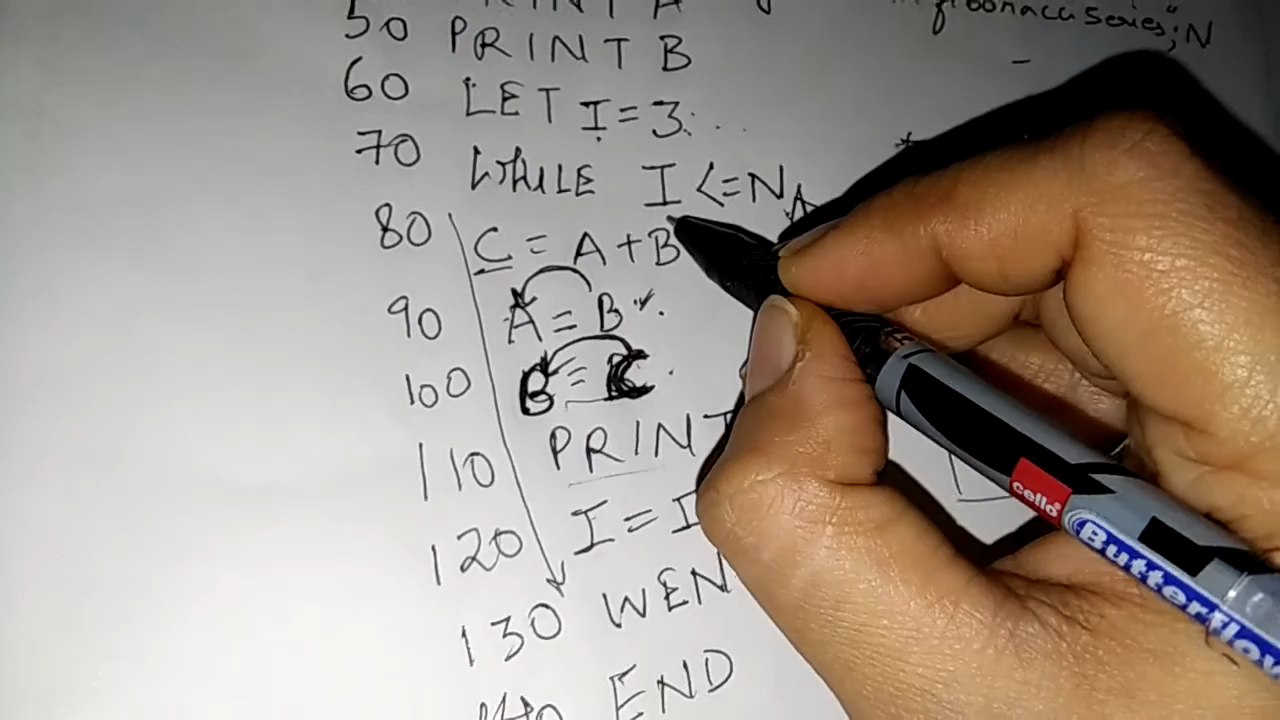 50 PRINT B
60 LET I=3
70 WHILE I <=N
80 C = A+B
90 A = B
100 B = C
110 PRINT
120 I = I
130 WEN
140 END
series"; N
A
cello
Butterflow